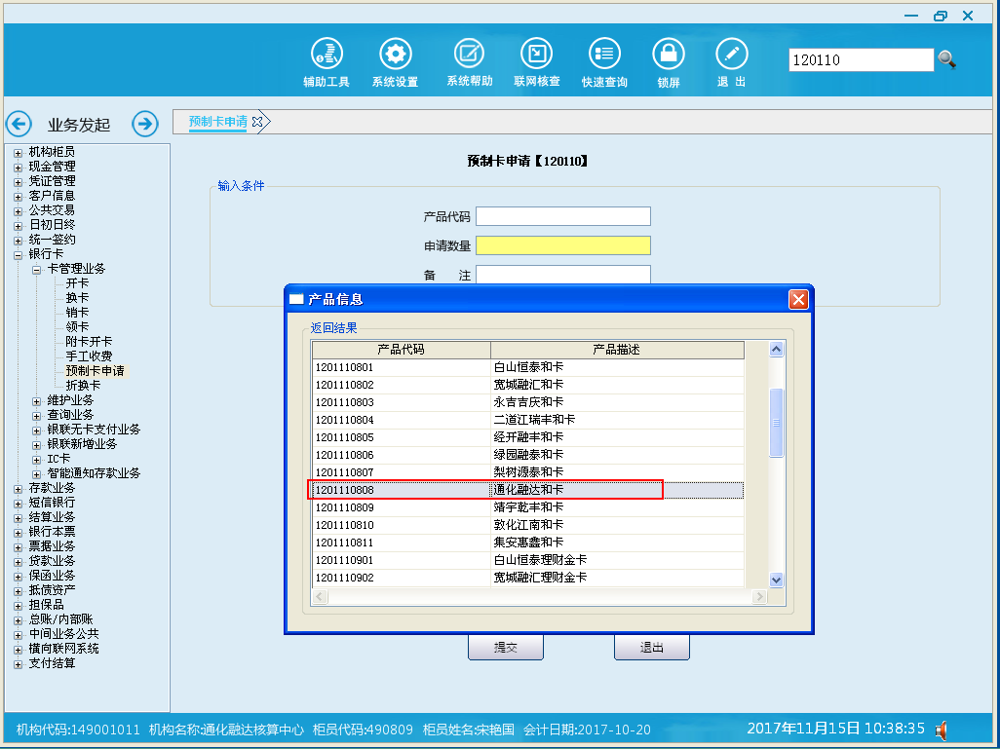 辅助工具 系统设置 系统帮助 联网核查 快速查询 锁屏 退 出
120110
业务发起
预制卡申请
机构柜员
现金管理
凭证管理
客户信息
公共交易
日初日终
统一签约
银行卡
卡管理业务
开卡
换卡
销卡
领卡
附卡开卡
手工收费
预制卡申请
折换卡
维护业务
查询业务
银联无卡支付业务
银联新增业务
IC卡
智能通知存款业务
存款业务
短信银行
结算业务
银行本票
票据业务
贷款业务
保函业务
抵债资产
担保品
总账/内部账
中间业务公共
横向联网系统
支付结算
预制卡申请【120110】
输入条件
产品代码
申请数量
备 注
产品信息
返回结果
产品代码 产品描述
1201110801 白山恒泰和卡
1201110802 宽城融汇和卡
1201110803 永吉吉庆和卡
1201110804 二道江瑞丰和卡
1201110805 经开融丰和卡
1201110806 绿园融泰和卡
1201110807 梨树源泰和卡
1201110808 通化融达和卡
1201110809 靖宇乾丰和卡
1201110810 敦化江南和卡
1201110811 集安惠鑫和卡
1201110901 白山恒泰理财金卡
1201110902 宽城融汇理财金卡
提交 退出
机构代码:149001011 机构名称:通化融达核算中心 柜员代码:490809 柜员姓名:宋艳国 会计日期:2017-10-20 2017年11月15日 10:38:35